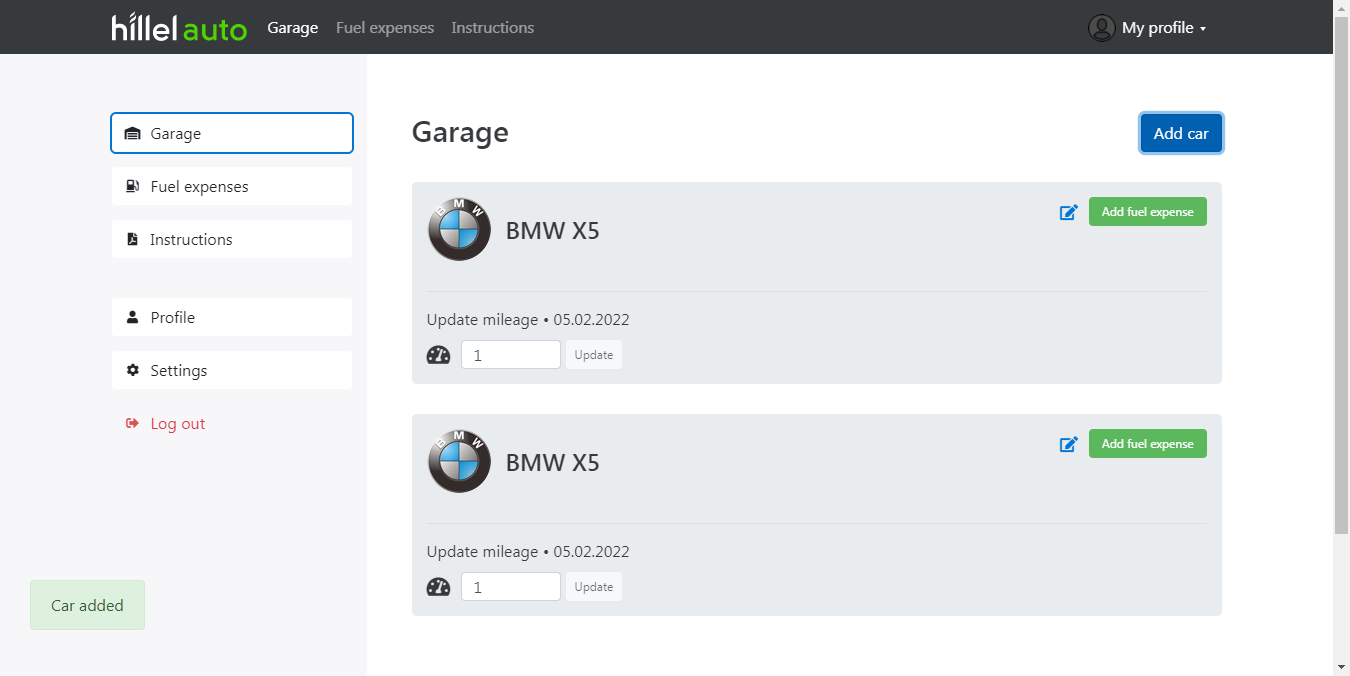 hillel auto Garage Fuel expenses Instructions My profile
Garage
Fuel expenses
Instructions
Profile
Settings
Log out
Car added
Garage
Add car
BMW
BMW X5
Add fuel expense
Update mileage • 05.02.2022
1 Update
BMW
BMW X5
Add fuel expense
Update mileage • 05.02.2022
1 Update